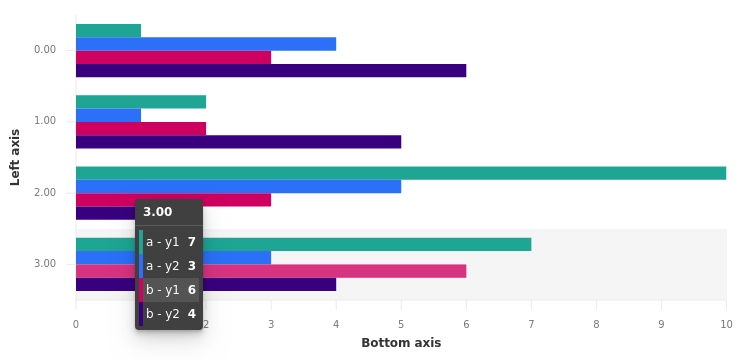 0.00
1.00
2.00
3.00
Left axis
3.00
a - y1 7
a - y2 3
b - y1 6
b - y2 4
0 2 3 4 5 6 7 8 9 10
Bottom axis